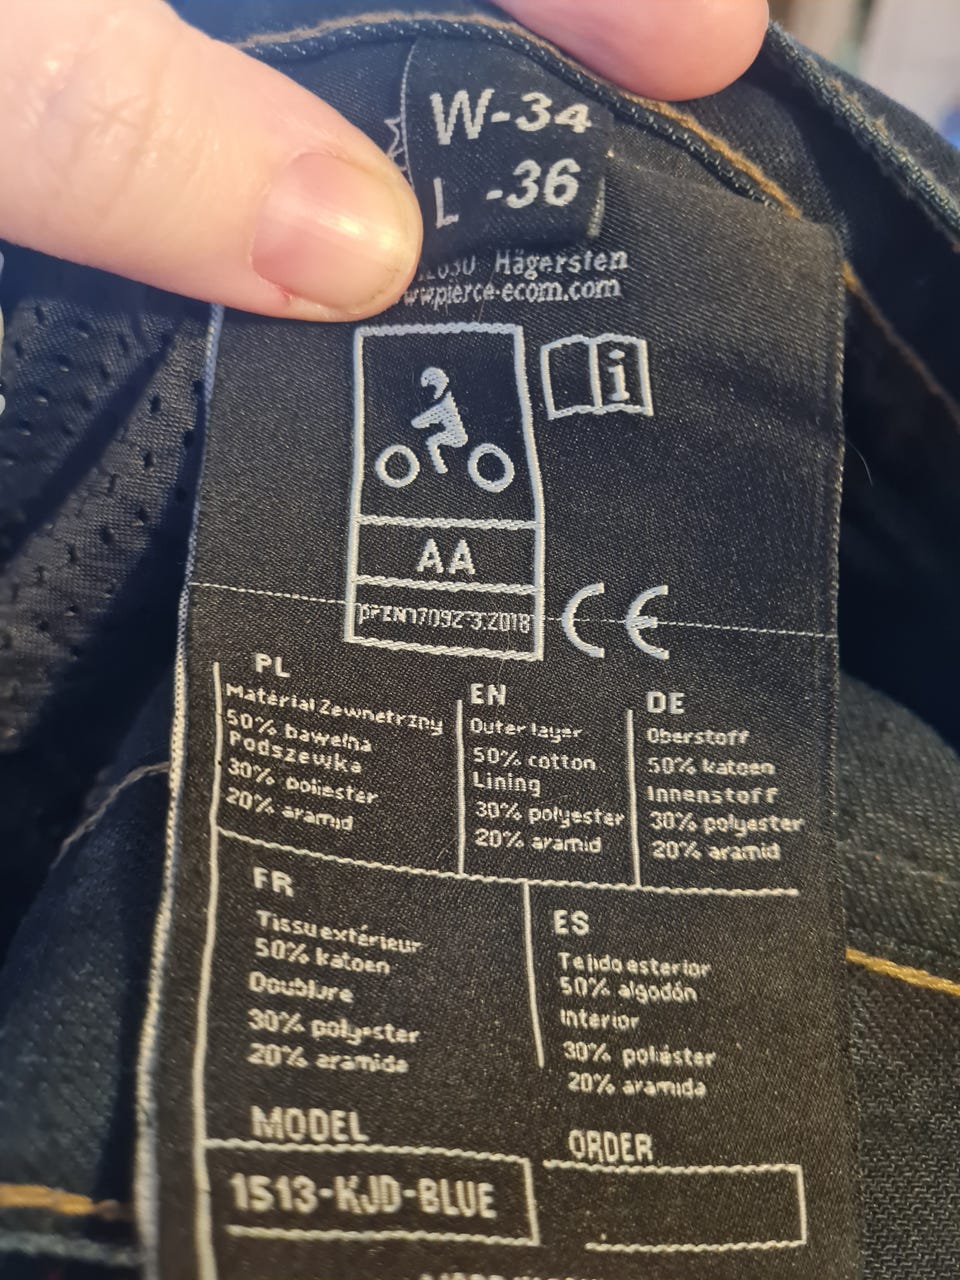 W-34
L -36
Hägersten
www.pierce-ecom.com
i
AA
prEN17092-3:2018
CE
PL
Matérial Zewnetrzny
50% bawełna
Podszewka
30% poliester
20% aramid
EN
Outer layer
50% cotton
Lining
30% polyester
20% aramid
DE
Oberstoff
50% katoen
Innenstoff
30% polyester
20% aramid
FR
Tissu extérieur
50% katoen
Doublure
30% polyester
20% aramida
ES
Tejido esterior
50% algodón
Interior
30% poliéster
20% aramida
MODEL
1513-KJD-BLUE
ORDER